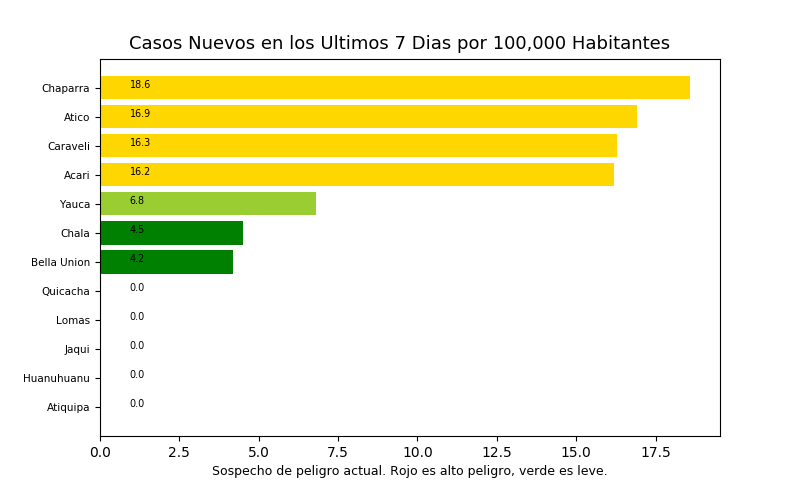 Casos Nuevos en los Ultimos 7 Dias por 100,000 Habitantes
Chaparra 18.6
Atico 16.9
Caraveli 16.3
Acari 16.2
Yauca 6.8
Chala 4.5
Bella Union 4.2
Quicacha 0.0
Lomas 0.0
Jaqui 0.0
Huanuhuanu 0.0
Atiquipa 0.0
0.0 2.5 5.0 7.5 10.0 12.5 15.0 17.5
Sospecho de peligro actual. Rojo es alto peligro, verde es leve.